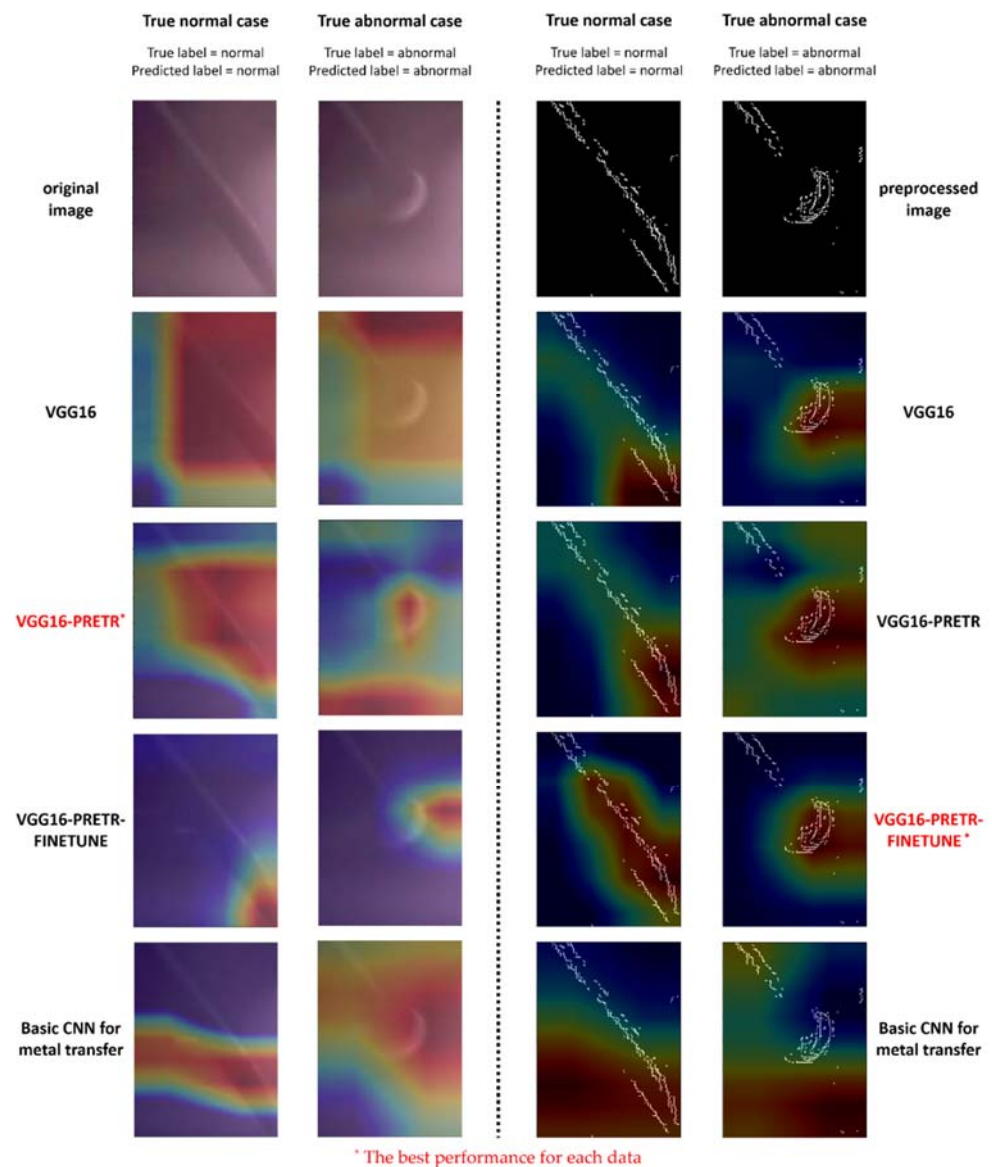 True normal case
True abnormal case
True normal case
True abnormal case
True label = normal
Predicted label = normal
True label = abnormal
Predicted label = abnormal
True label = normal
Predicted label = normal
True label = abnormal
Predicted label = abnormal
original
image
preprocessed
image
VGG16
VGG16
VGG16-PRETR*
VGG16-PRETR
VGG16-PRETR-
FINETUNE
VGG16-PRETR-
FINETUNE *
Basic CNN for
metal transfer
Basic CNN for
metal transfer
* The best performance for each data